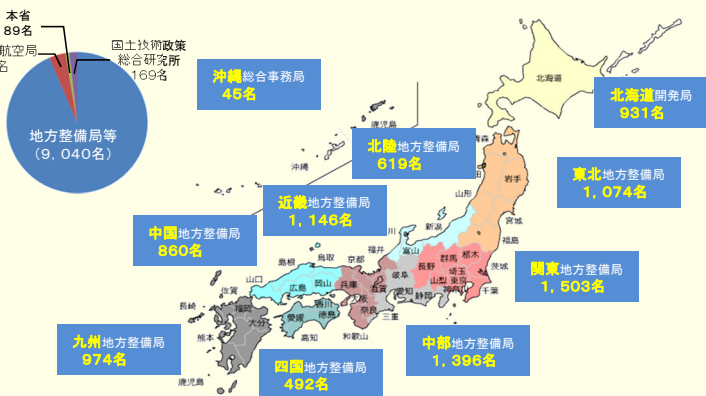 本省
89名
航空局
名
国土技術政策
総合研究所
169名
地方整備局等
（9，040名）
沖縄総合事務局
45名
北海道開発局
931名
北陸地方整備局
619名
東北地方整備局
1，074名
近畿地方整備局
1，146名
中国地方整備局
860名
関東地方整備局
1，503名
九州地方整備局
974名
四国地方整備局
492名
中部地方整備局
1，396名
北海道
鹿児島
沖縄
青森
田
岩手
山形
宮城
新潟
福島
川
富山
福井
群馬
栃木
長野
茨城
埼玉
山梨
東京
千葉
神奈
岐阜
愛知
静岡
三重
滋賀
京都
兵庫
阪
奈良
和歌山
鳥取
島根
岡山
広島
山口
香川
徳島
愛媛
高知
佐賀
福岡
長崎
大分
熊本
鹿児島